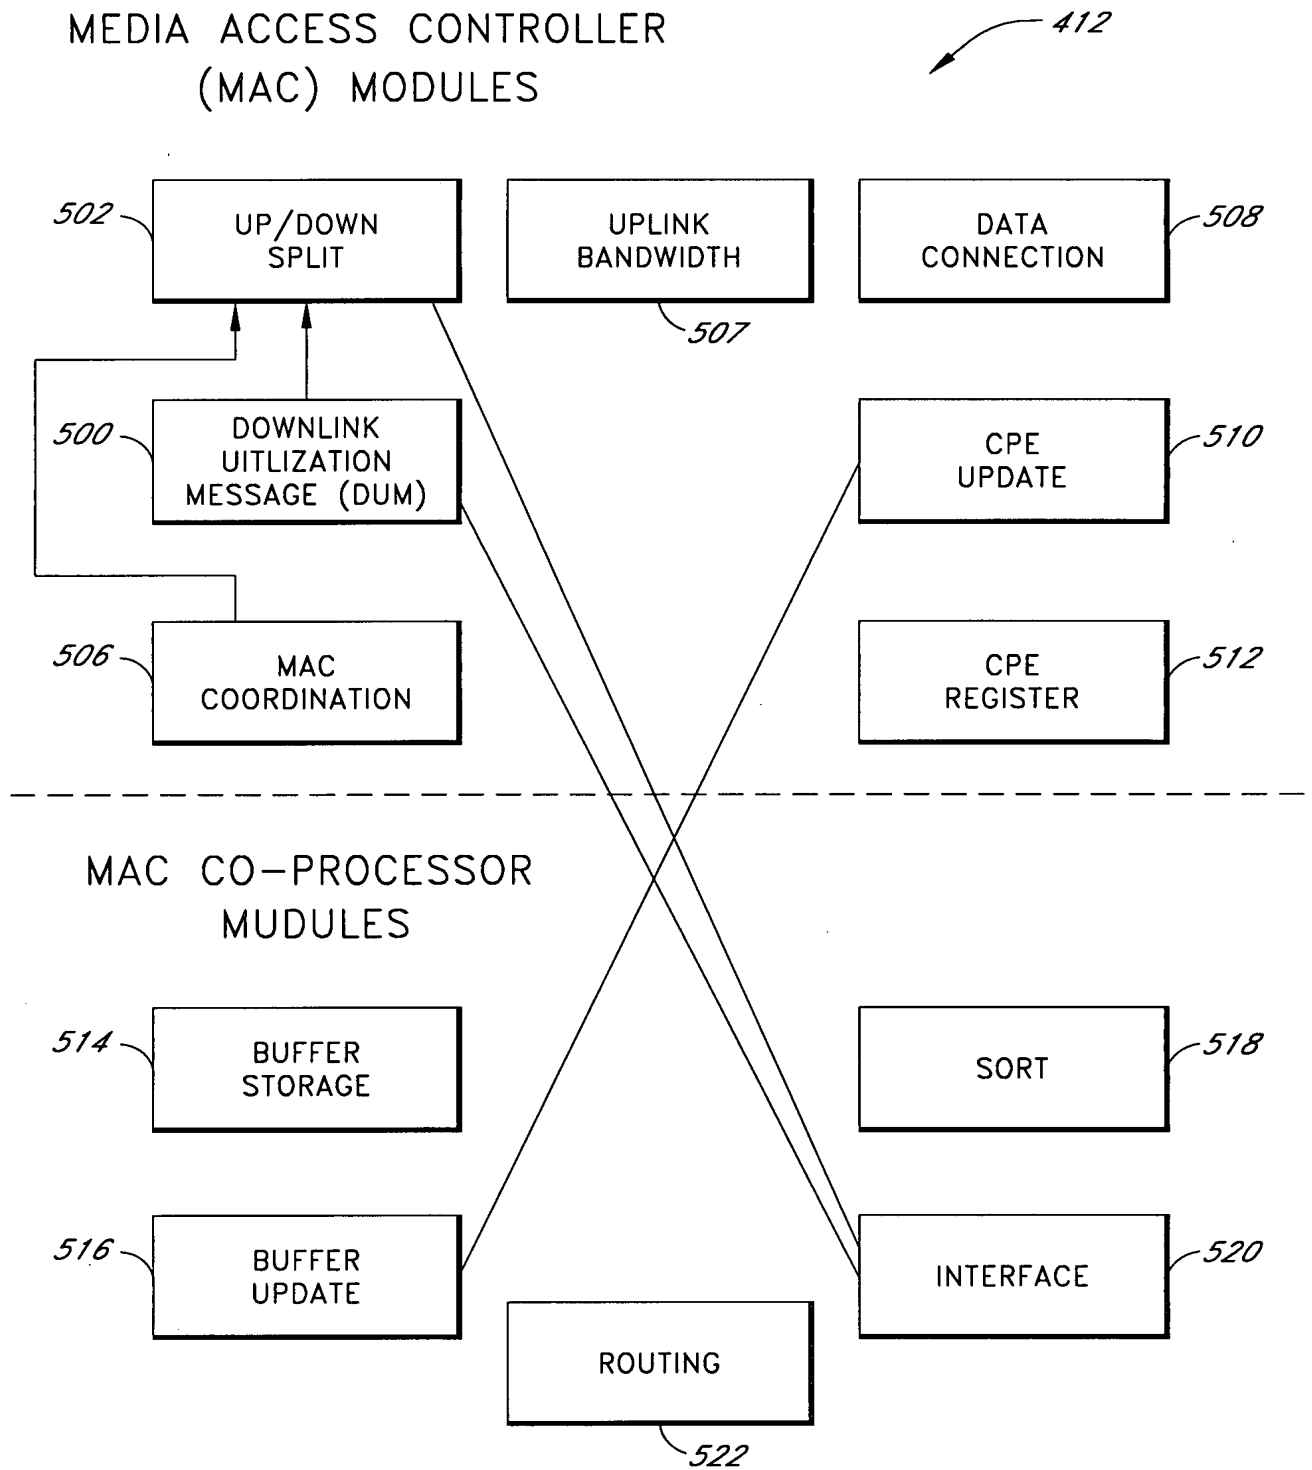 MEDIA ACCESS CONTROLLER
(MAC) MODULES
412
502
UP/DOWN
SPLIT
UPLINK
BANDWIDTH
507
DATA
CONNECTION
508
500
DOWNLINK
UITLIZATION
MESSAGE (DUM)
CPE
UPDATE
510
506
MAC
COORDINATION
CPE
REGISTER
512
MAC CO-PROCESSOR
MUDULES
514
BUFFER
STORAGE
SORT
518
516
BUFFER
UPDATE
INTERFACE
520
ROUTING
522